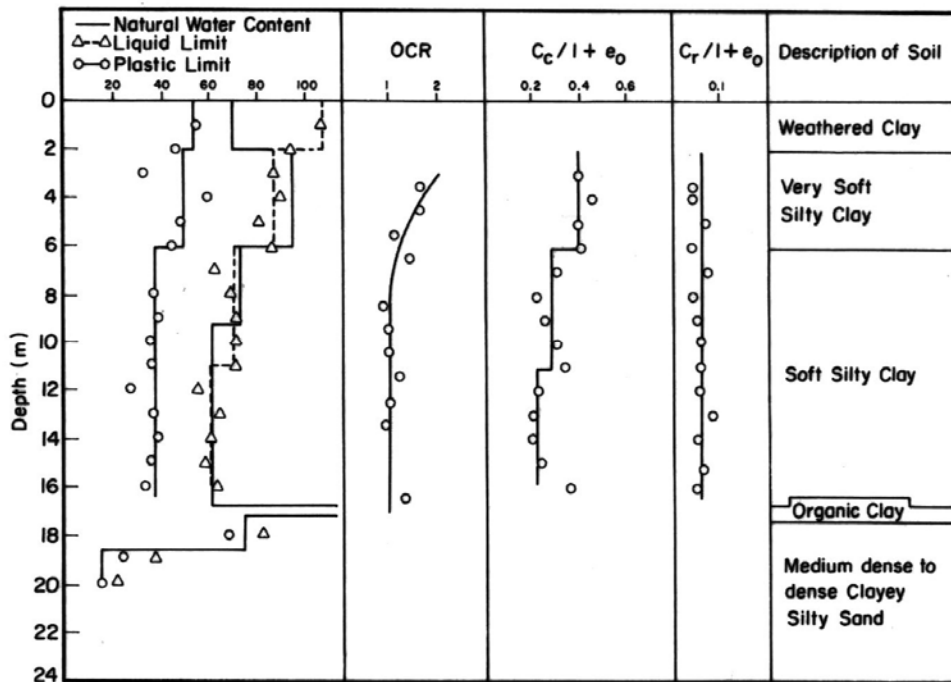 Natural Water Content
Liquid Limit
Plastic Limit
20 40 60 80 100
OCR
1 2
Cc/1 + eo
0.2 0.4 0.6
Cr/1 + eo
0.1
Description of Soil
Depth (m)
0
2
4
6
8
10
12
14
16
18
20
22
24
Weathered Clay
Very Soft
Silty Clay
Soft Silty Clay
Organic Clay
Medium dense to
dense Clayey
Silty Sand